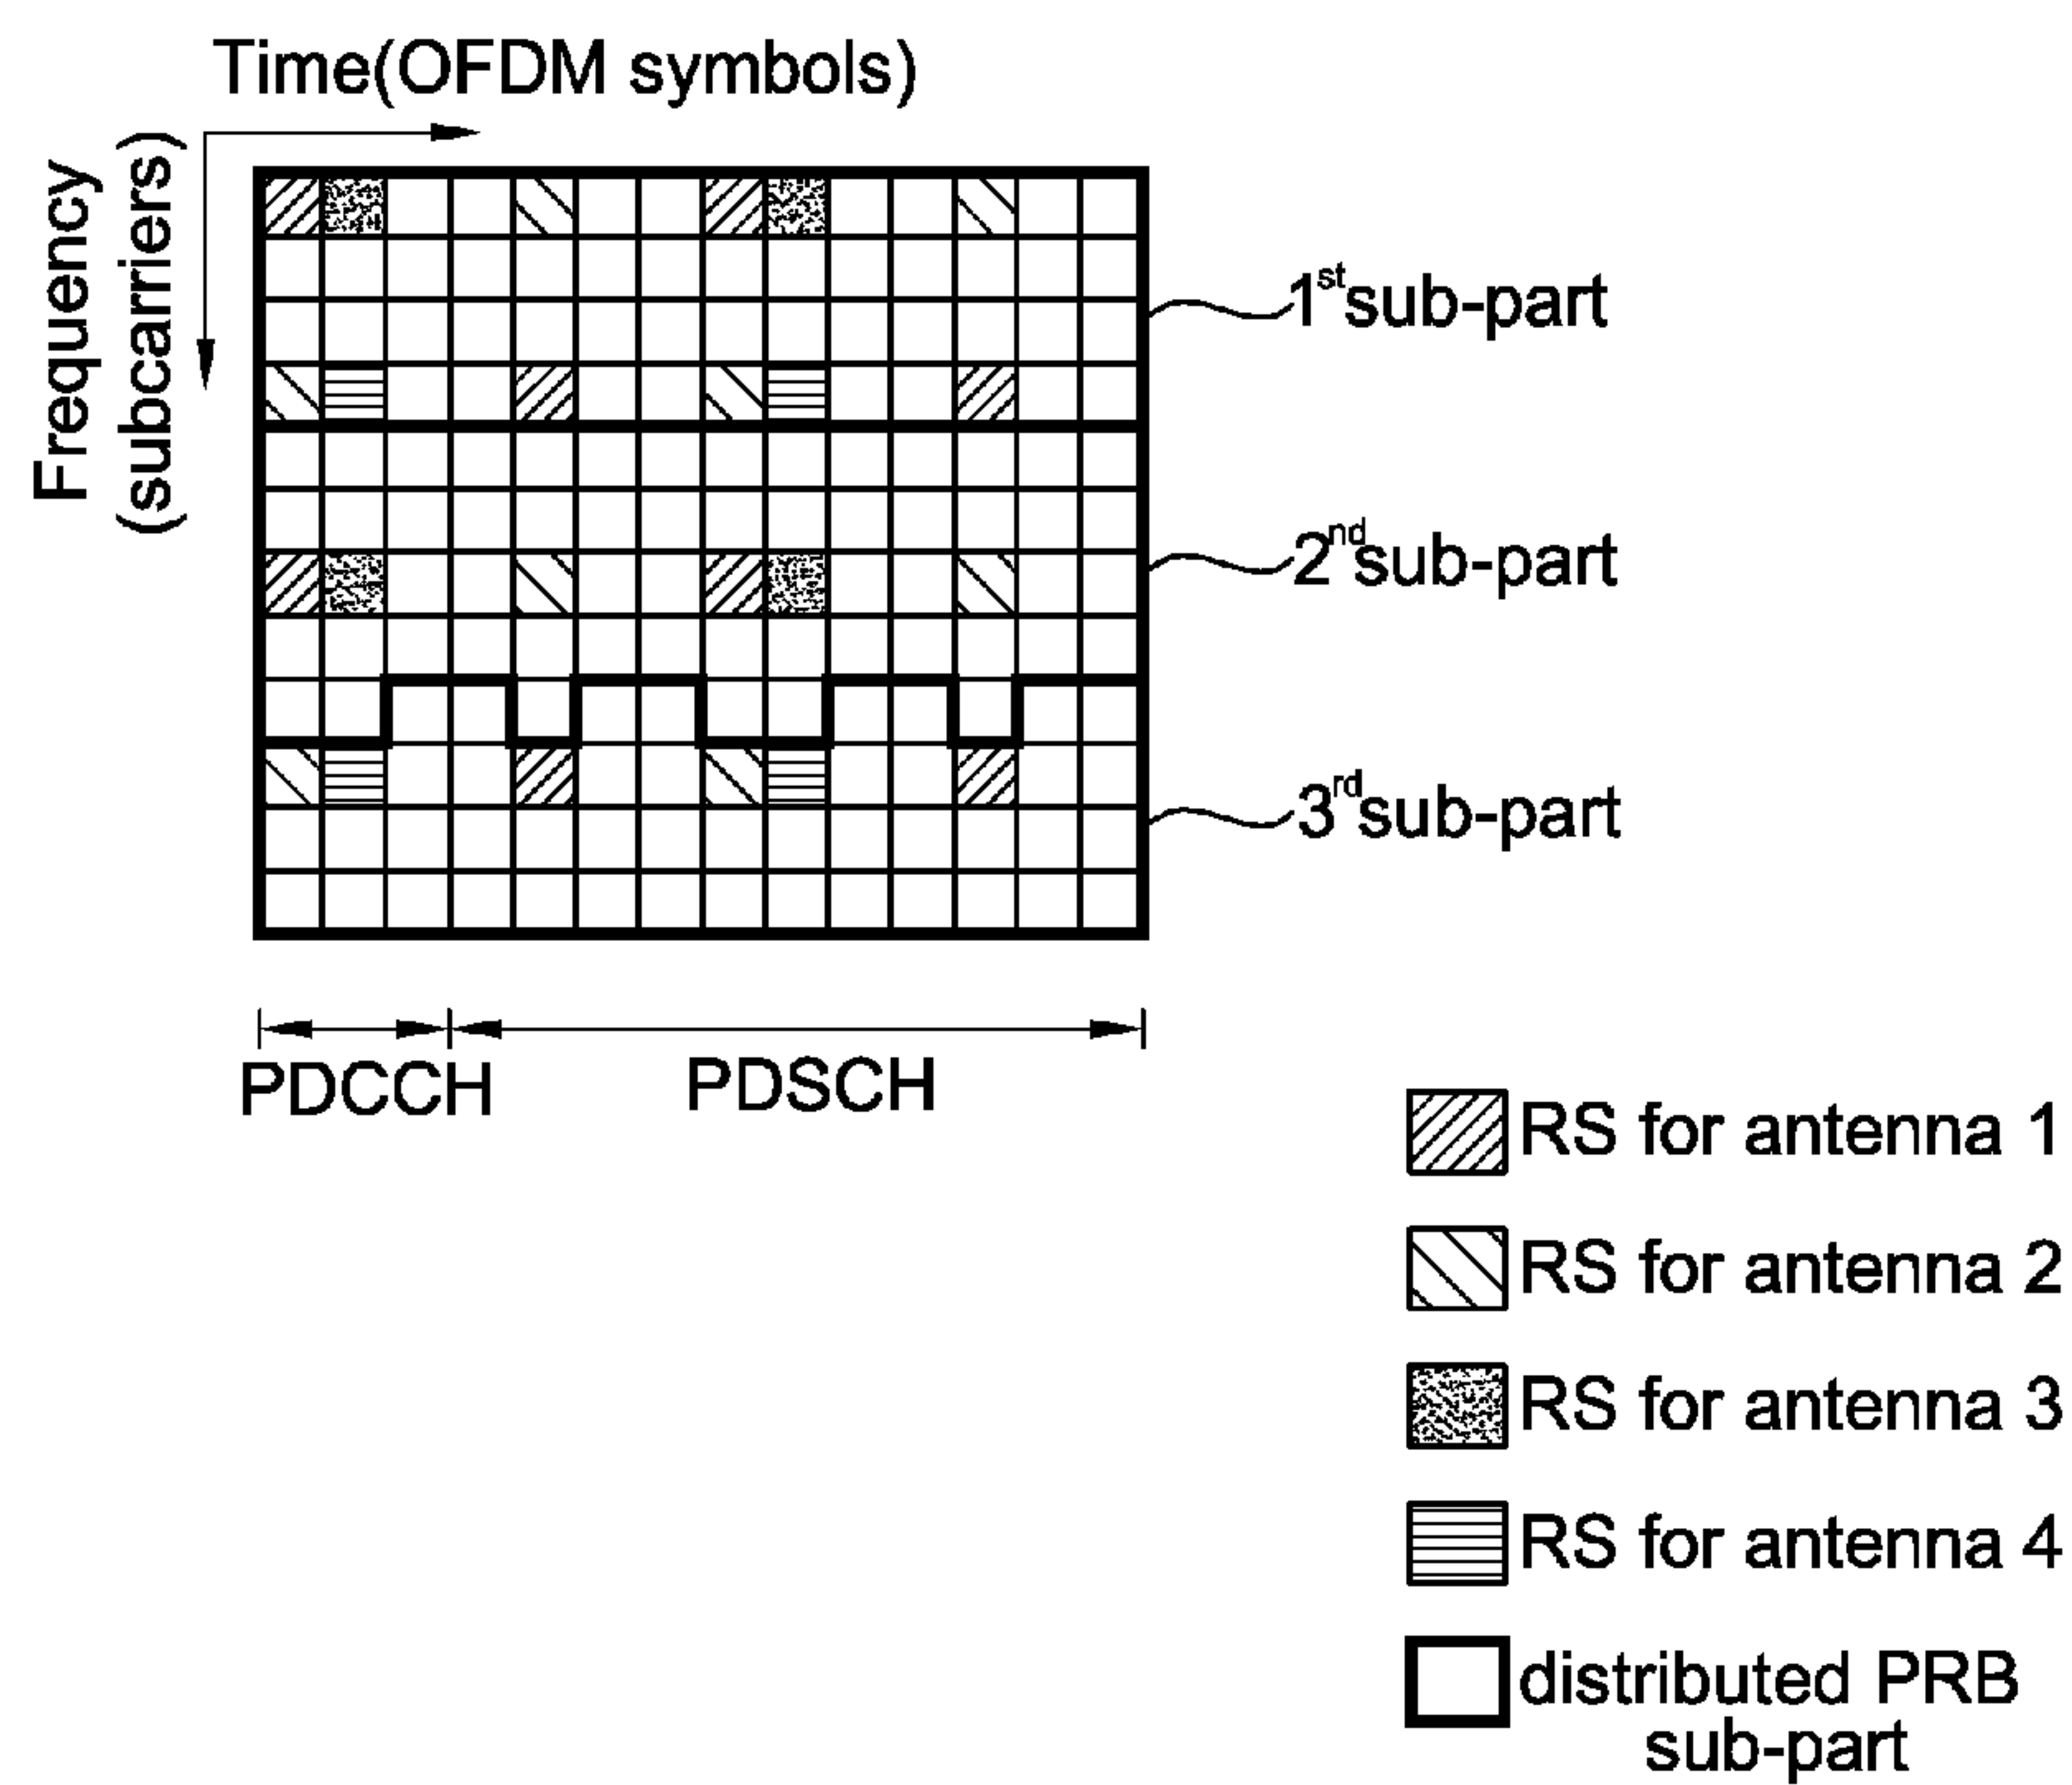 Time(OFDM symbols)
Frequency
(subcarriers)
1st sub-part
2nd sub-part
3rd sub-part
PDCCH
PDSCH
RS for antenna 1
RS for antenna 2
RS for antenna 3
RS for antenna 4
distributed PRB
sub-part